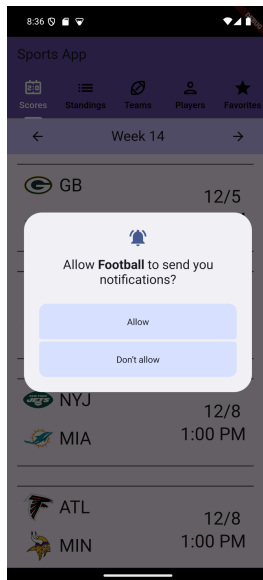 8:36
Sports App
Scores
Standings
Teams
Players
Favorites
Week 14
GB
12/5
Allow Football to send you
notifications?
Allow
Don't allow
NYJ
12/8
MIA
1:00 PM
ATL
12/8
MIN
1:00 PM